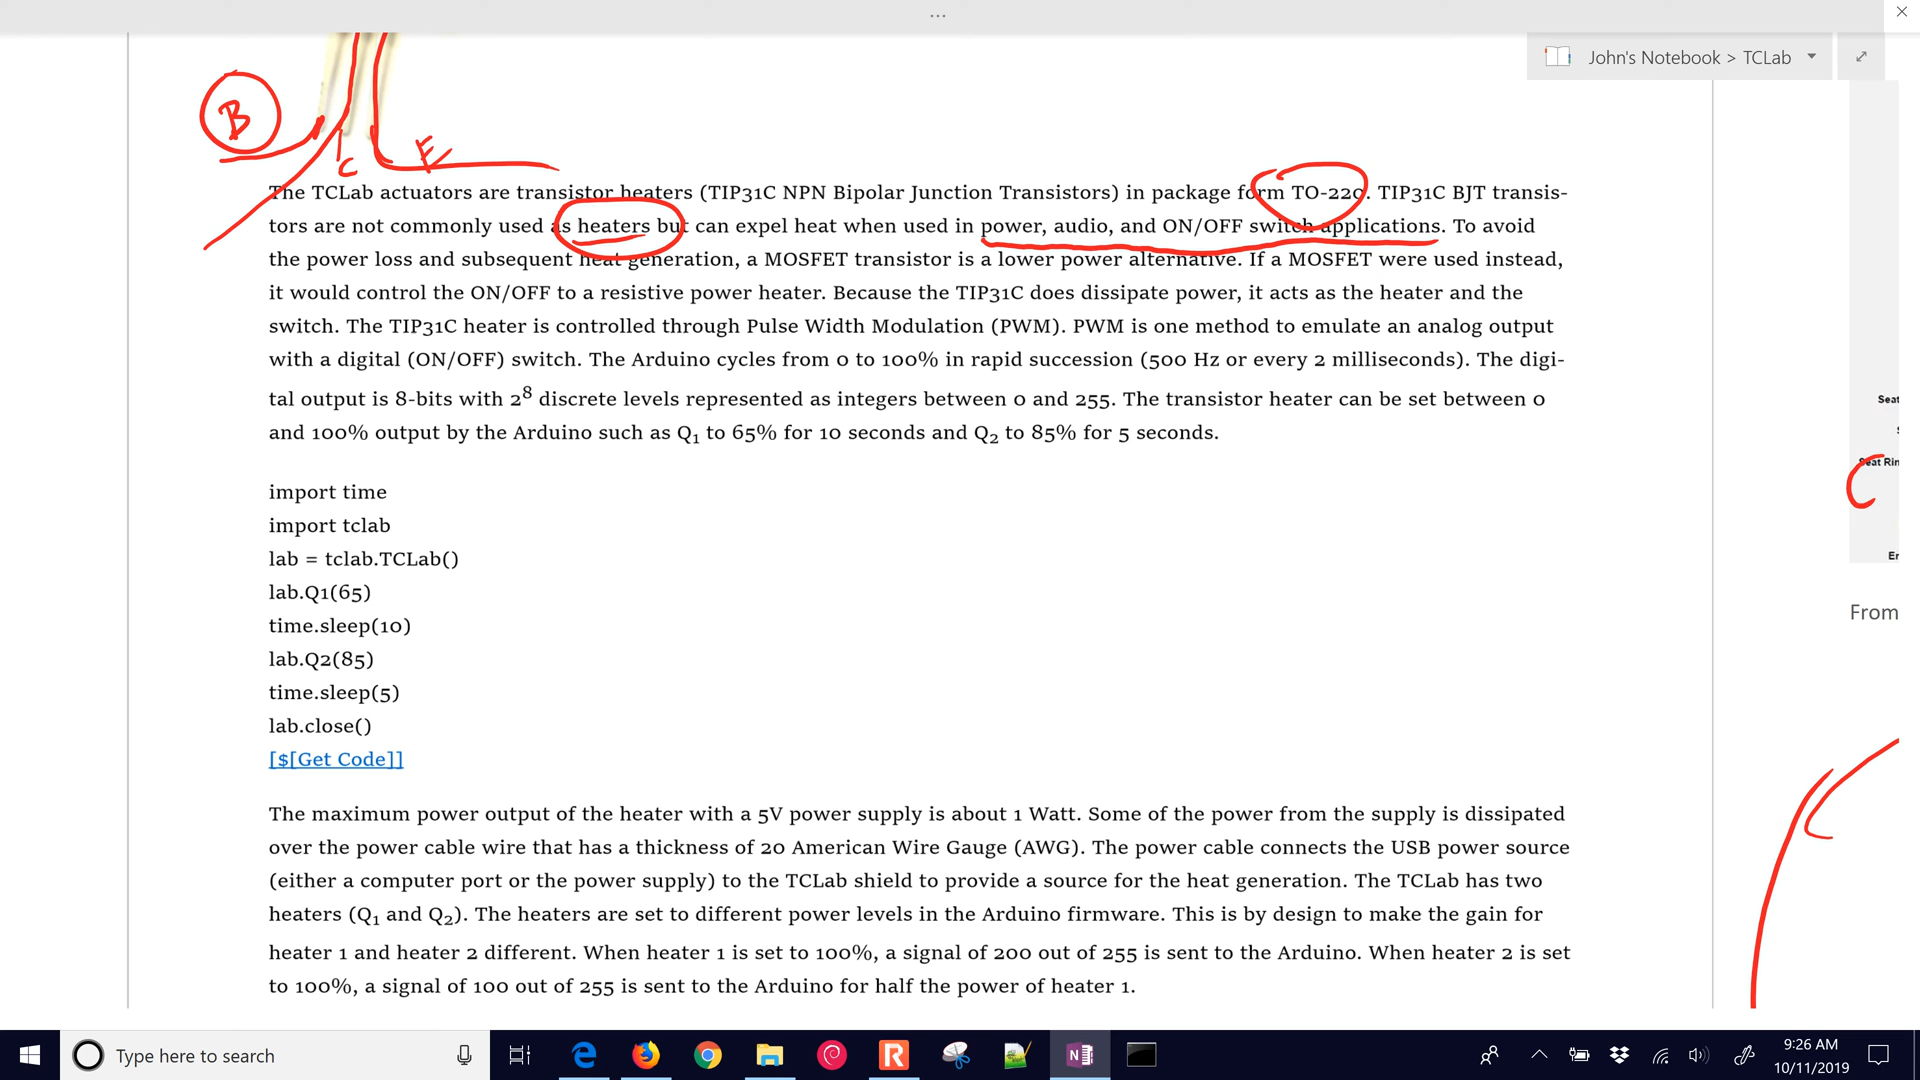 ...
John's Notebook > TCLab
B
C
E
The TCLab actuators are transistor heaters (TIP31C NPN Bipolar Junction Transistors) in package form TO-220. TIP31C BJT transis-
tors are not commonly used as heaters but can expel heat when used in power, audio, and ON/OFF switch applications. To avoid
the power loss and subsequent heat generation, a MOSFET transistor is a lower power alternative. If a MOSFET were used instead,
it would control the ON/OFF to a resistive power heater. Because the TIP31C does dissipate power, it acts as the heater and the
switch. The TIP31C heater is controlled through Pulse Width Modulation (PWM). PWM is one method to emulate an analog output
with a digital (ON/OFF) switch. The Arduino cycles from 0 to 100% in rapid succession (500 Hz or every 2 milliseconds). The digi-
tal output is 8-bits with 2⁸ discrete levels represented as integers between 0 and 255. The transistor heater can be set between 0
and 100% output by the Arduino such as Q₁ to 65% for 10 seconds and Q₂ to 85% for 5 seconds.
import time
import tclab
lab = tclab.TCLab()
lab.Q1(65)
time.sleep(10)
lab.Q2(85)
time.sleep(5)
lab.close()
[$[Get Code]]
The maximum power output of the heater with a 5V power supply is about 1 Watt. Some of the power from the supply is dissipated
over the power cable wire that has a thickness of 20 American Wire Gauge (AWG). The power cable connects the USB power source
(either a computer port or the power supply) to the TCLab shield to provide a source for the heat generation. The TCLab has two
heaters (Q₁ and Q₂). The heaters are set to different power levels in the Arduino firmware. This is by design to make the gain for
heater 1 and heater 2 different. When heater 1 is set to 100%, a signal of 200 out of 255 is sent to the Arduino. When heater 2 is set
to 100%, a signal of 100 out of 255 is sent to the Arduino for half the power of heater 1.
Seat
Seat Rin
Er
From
Type here to search
9:26 AM
10/11/2019